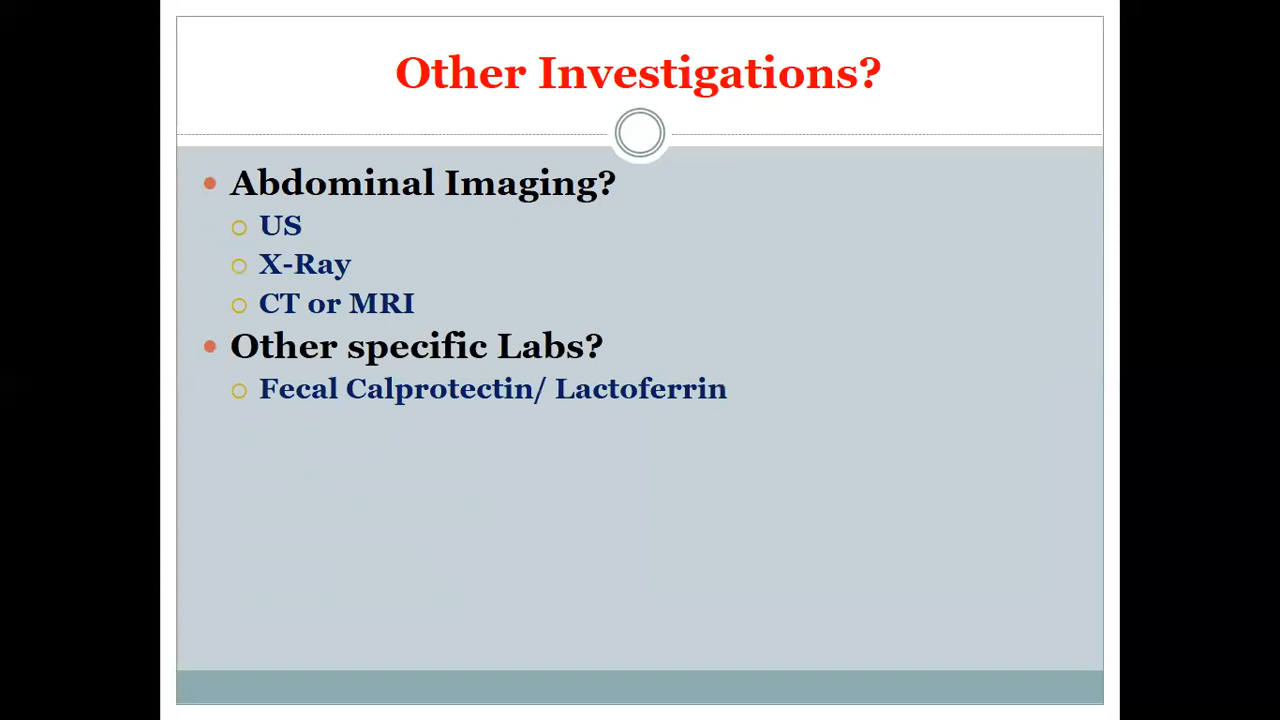 Other Investigations?
Abdominal Imaging?
US
X-Ray
CT or MRI
Other specific Labs?
Fecal Calprotectin/ Lactoferrin